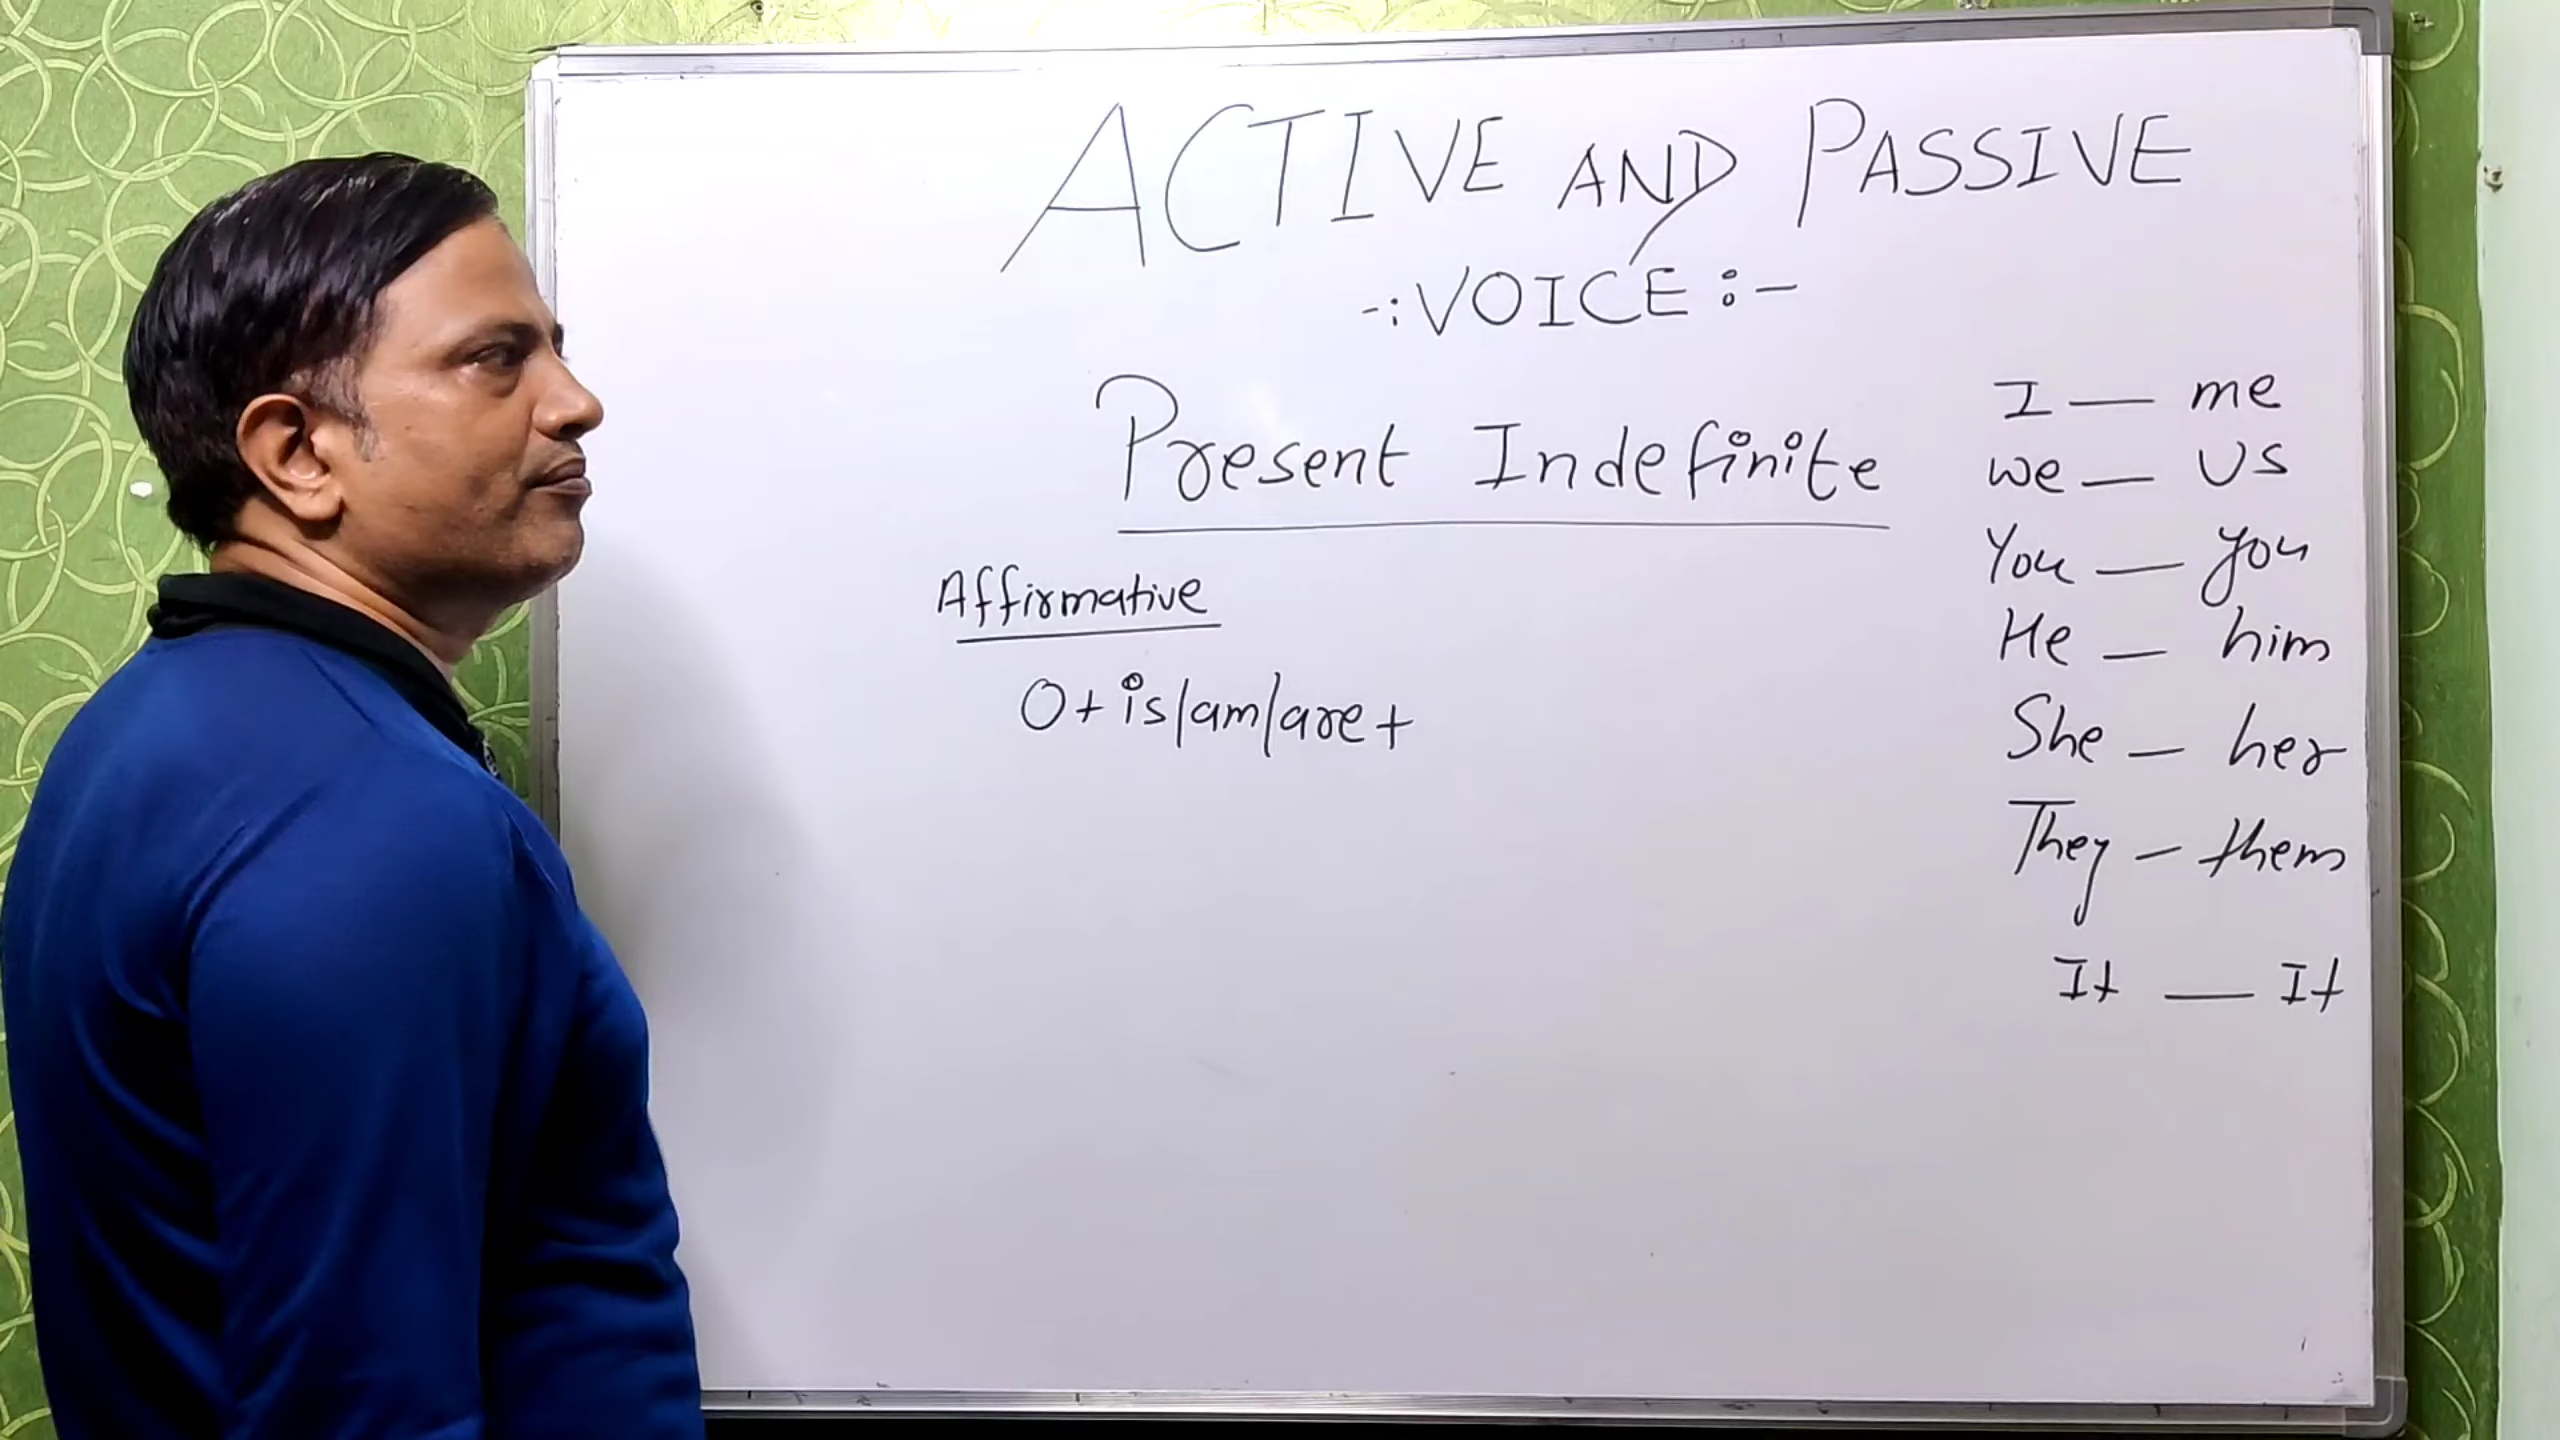 ACTIVE AND PASSIVE
-: VOICE :-
Present Indefinite
Affirmative
O + is/am/are +
I — me
we — us
You — you
He — him
She — her
They — them
It — It